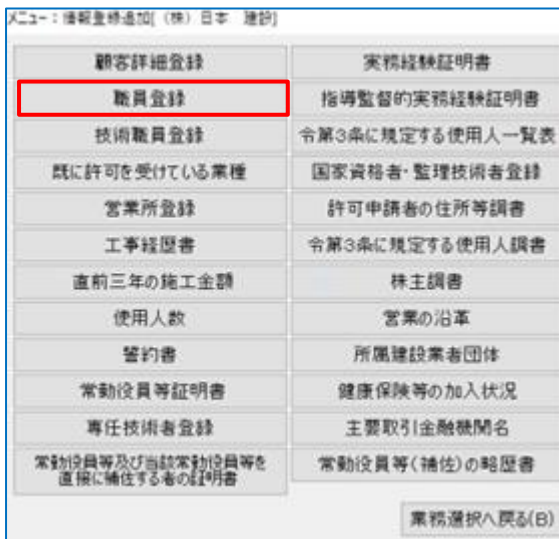 メニュー：情報登録追加[（株）日本　建設]
顧客詳細登録
職員登録
技術職員登録
既に許可を受けている業種
営業所登録
工事経歴書
直前三年の施工金額
使用人数
誓約書
常勤役員等証明書
専任技術者登録
常勤役員等及び当該常勤役員等を
直接に補佐する者の証明書
実務経験証明書
指導監督的実務経験証明書
令第3条に規定する使用人一覧表
国家資格者・監理技術者登録
許可申請者の住所等調書
令第3条に規定する使用人調書
株主調書
営業の沿革
所属建設業者団体
健康保険等の加入状況
主要取引金融機関名
常勤役員等（補佐）の略歴書
業務選択へ戻る(B)